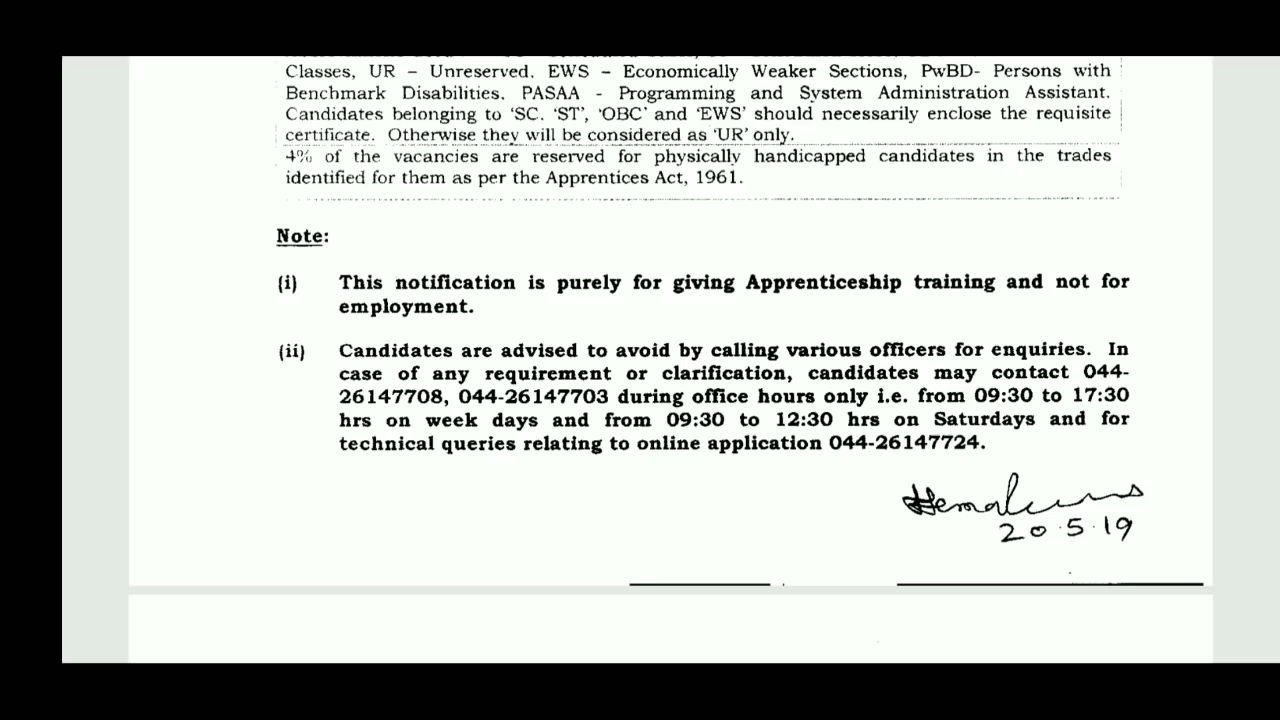 Classes, UR – Unreserved. EWS – Economically Weaker Sections, PwBD- Persons with
Benchmark Disabilities. PASAA - Programming and System Administration Assistant.
Candidates belonging to ‘SC. ‘ST’, ‘OBC’ and ‘EWS’ should necessarily enclose the requisite
certificate. Otherwise they will be considered as ‘UR’ only.
4% of the vacancies are reserved for physically handicapped candidates in the trades
identified for them as per the Apprentices Act, 1961.
Note:
(i) This notification is purely for giving Apprenticeship training and not for
employment.
(ii) Candidates are advised to avoid by calling various officers for enquiries. In
case of any requirement or clarification, candidates may contact 044-
26147708, 044-26147703 during office hours only i.e. from 09:30 to 17:30
hrs on week days and from 09:30 to 12:30 hrs on Saturdays and for
technical queries relating to online application 044-26147724.
20.5.19